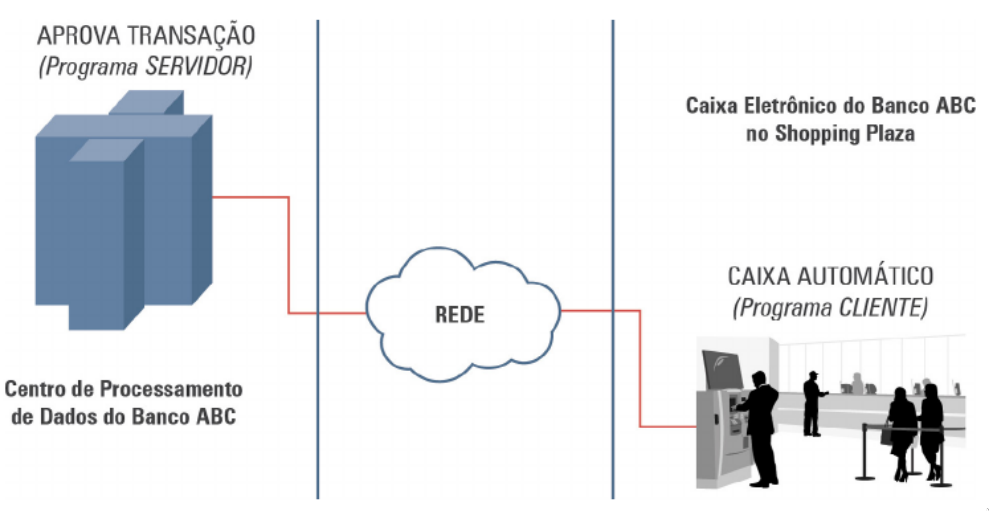 APROVA TRANSAÇÃO
(Programa SERVIDOR)
Centro de Processamento
de Dados do Banco ABC
REDE
Caixa Eletrônico do Banco ABC
no Shopping Plaza
CAIXA AUTOMÁTICO
(Programa CLIENTE)